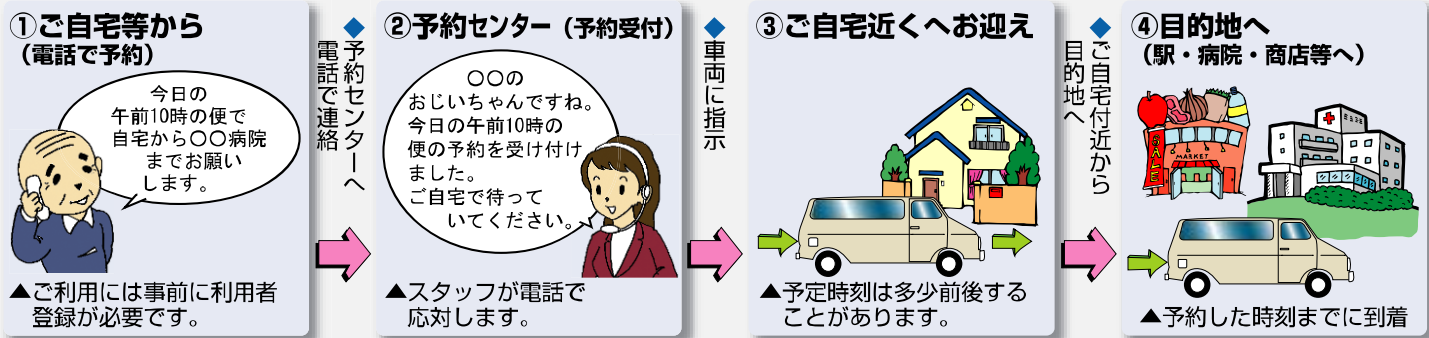 ①ご自宅等から
（電話で予約）
今日の
午前10時の便で
自宅から〇〇病院
までお願い
します。
▲ご利用には事前に利用者
登録が必要です。
◆予約センターへ
電話で連絡
②予約センター（予約受付）
〇〇の
おじいちゃんですね。
今日の午前10時の
便の予約を受け付け
ました。
ご自宅で待って
いてください。
▲スタッフが電話で
応対します。
◆車両に指示
③ご自宅近くへお迎え
▲予定時刻は多少前後する
ことがあります。
◆ご自宅付近から
目的地へ
④目的地へ
（駅・病院・商店等へ）
SALE
MARKET
▲予約した時刻までに到着